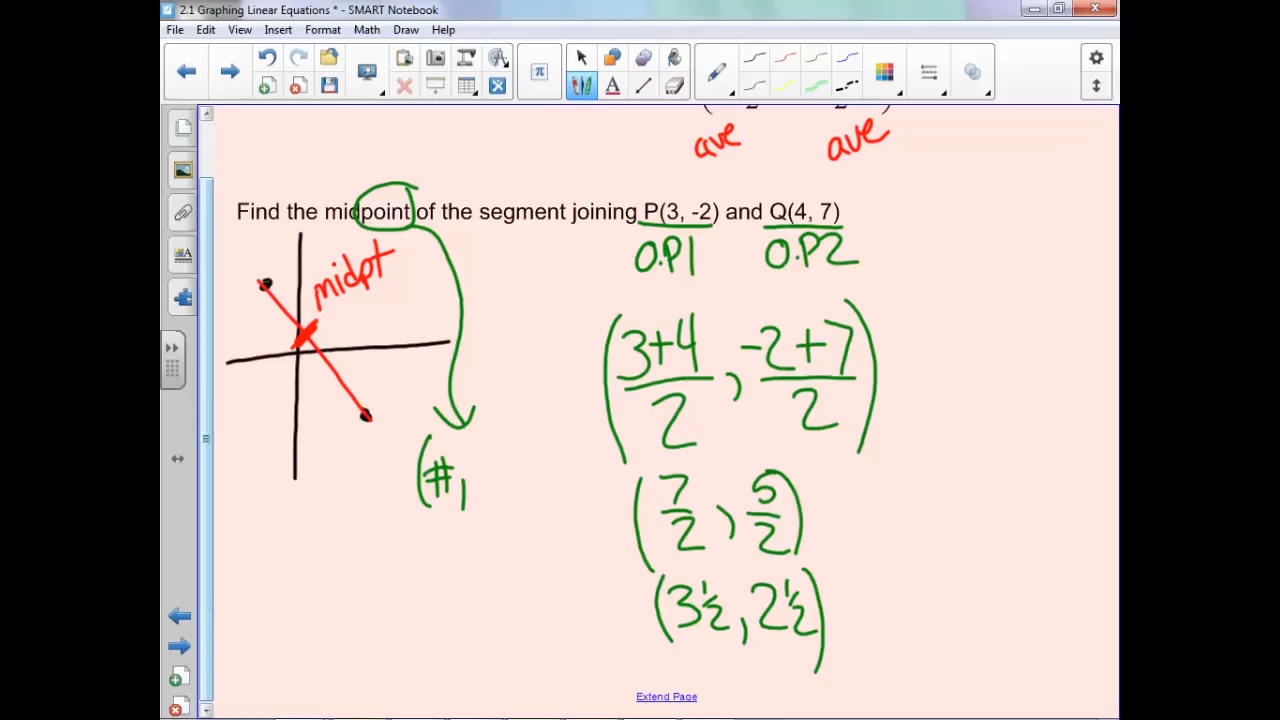 2.1 Graphing Linear Equations * - SMART Notebook
File Edit View Insert Format Math Draw Help
2 2
ave ave
Find the midpoint of the segment joining P(3, -2) and Q(4, 7)
O.P1 O.P2
midpt
(3+4/2, -2+7/2)
(#,
(7/2, 5/2)
(3½, 2½)
Extend Page